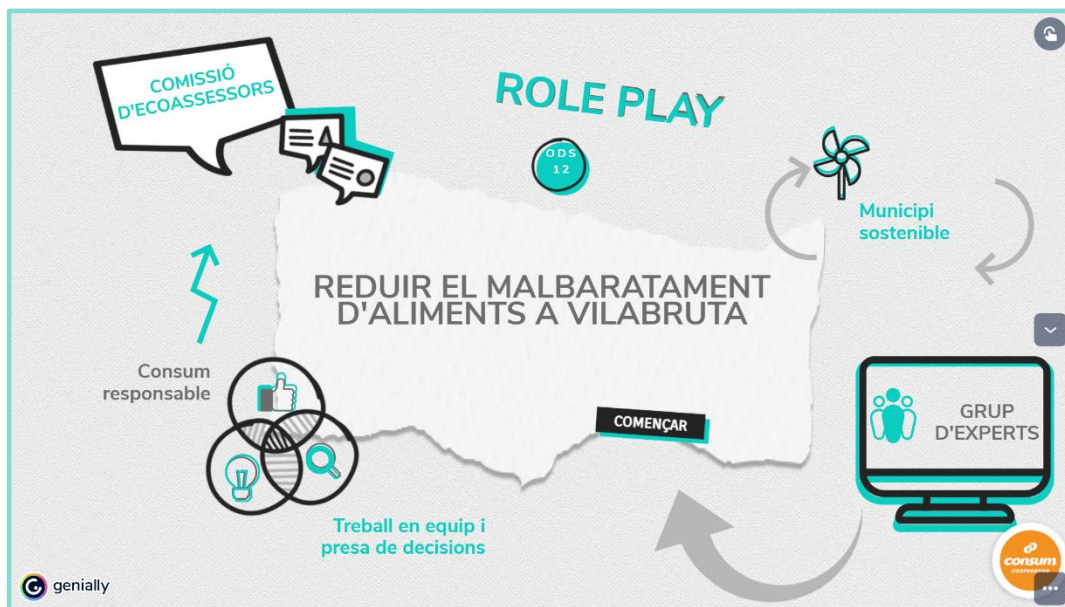 COMISSIÓ
D'ECOASSESSORS
ROLE PLAY
ODS
12
Municipi
sostenible
REDUIR EL MALBARATAMENT
D'ALIMENTS A VILABRUTA
Consum
responsable
COMENÇAR
GRUP
D'EXPERTS
Treball en equip i
presa de decisions
consum
COOPERATIVA
genially